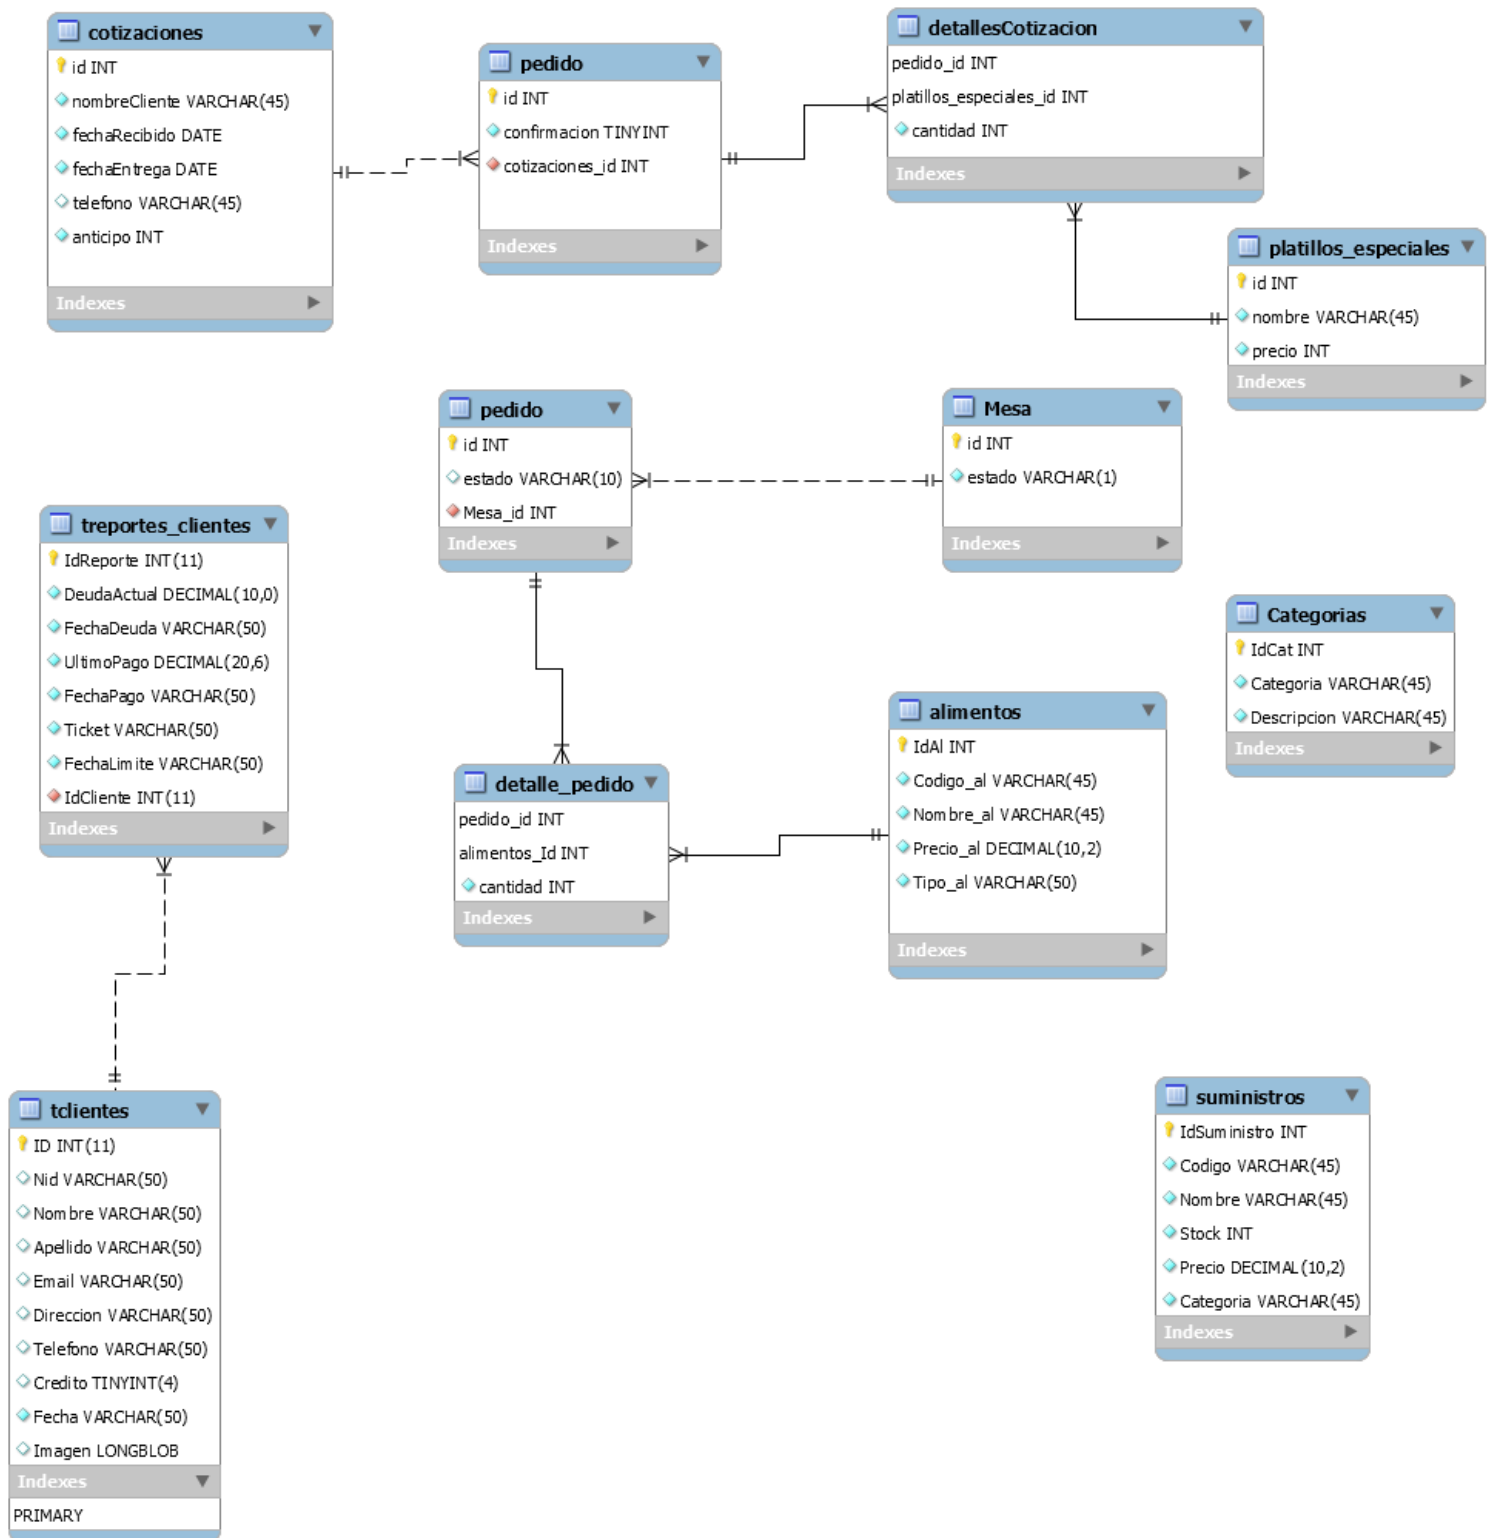 cotizaciones
id INT
nombreCliente VARCHAR(45)
fechaRecibido DATE
fechaEntrega DATE
telefono VARCHAR(45)
anticipo INT
Indexes
pedido
id INT
confirmacion TINYINT
cotizaciones_id INT
Indexes
detallesCotizacion
pedido_id INT
platillos_especiales_id INT
cantidad INT
Indexes
platillos_especiales
id INT
nombre VARCHAR(45)
precio INT
Indexes
pedido
id INT
estado VARCHAR(10)
Mesa_id INT
Indexes
Mesa
id INT
estado VARCHAR(1)
Indexes
treportes_clientes
IdReporte INT(11)
DeudaActual DECIMAL(10,0)
FechaDeuda VARCHAR(50)
UltimoPago DECIMAL(20,6)
FechaPago VARCHAR(50)
Ticket VARCHAR(50)
FechaLimite VARCHAR(50)
IdCliente INT(11)
Indexes
Categorias
IdCat INT
Categoria VARCHAR(45)
Descripcion VARCHAR(45)
Indexes
detalle_pedido
pedido_id INT
alimentos_Id INT
cantidad INT
Indexes
alimentos
IdAl INT
Codigo_al VARCHAR(45)
Nombre_al VARCHAR(45)
Precio_al DECIMAL(10,2)
Tipo_al VARCHAR(50)
Indexes
tclientes
ID INT(11)
Nid VARCHAR(50)
Nombre VARCHAR(50)
Apellido VARCHAR(50)
Email VARCHAR(50)
Direccion VARCHAR(50)
Telefono VARCHAR(50)
Credito TINYINT(4)
Fecha VARCHAR(50)
Imagen LONGBLOB
Indexes
PRIMARY
suministros
IdSuministro INT
Codigo VARCHAR(45)
Nombre VARCHAR(45)
Stock INT
Precio DECIMAL(10,2)
Categoria VARCHAR(45)
Indexes